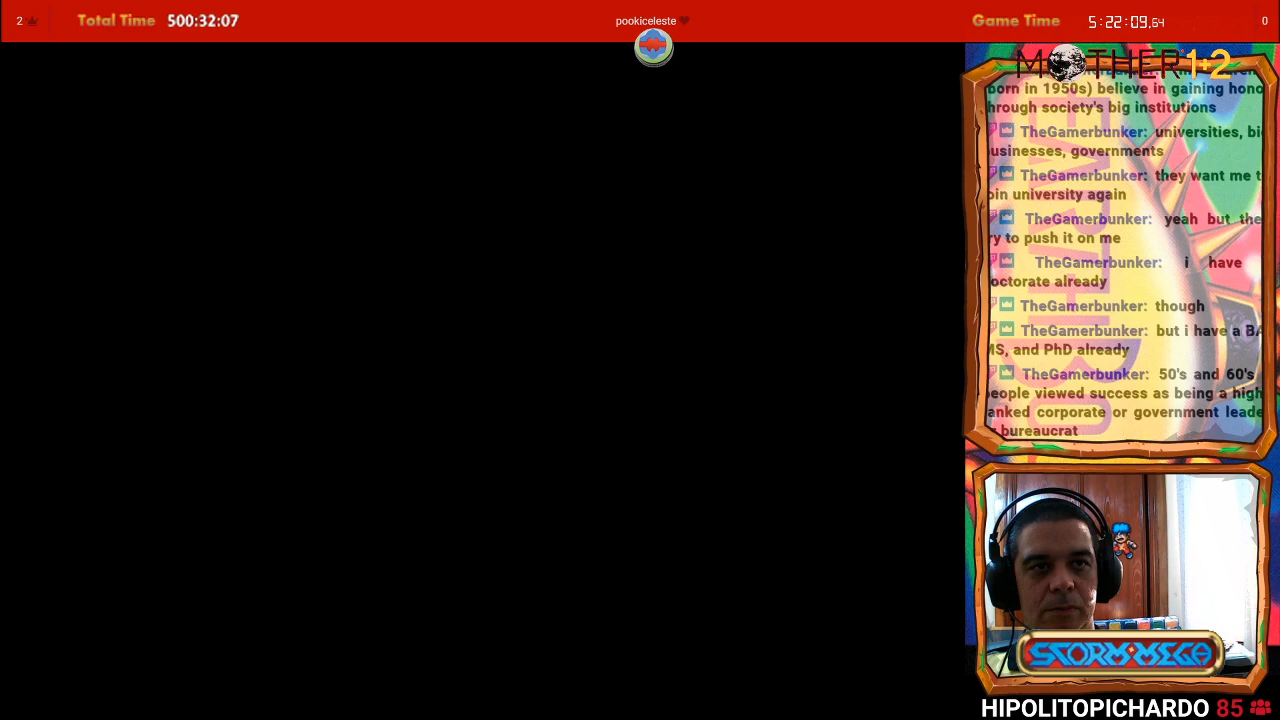 2
Total Time 500:32:07
pookiceleste
Game Time 5:22:09,64
0
MOTHER 1+2
born in 1950s) believe in gaining hono
hrough society's big institutions
TheGamerbunker: universities, bi
usinesses, governments
TheGamerbunker: they want me t
oin university again
TheGamerbunker: yeah but the
ry to push it on me
TheGamerbunker: i have
octorate already
TheGamerbunker: though
TheGamerbunker: but i have a BA
MS, and PhD already
TheGamerbunker: 50's and 60's
people viewed success as being a high
anked corporate or government leade
bureaucrat
EARTHBO
STORM MEGA
HIPOLITOPICHARDO 85